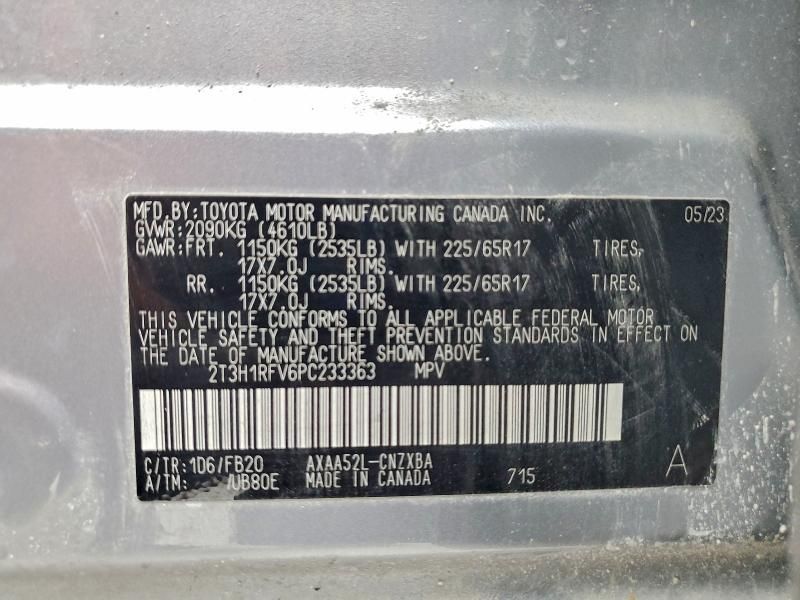 MFD.BY:TOYOTA MOTOR MANUFACTURING CANADA INC. 05/23
GVWR:2090KG (4610LB)
GAWR:FRT. 1150KG (2535LB) WITH 225/65R17 TIRES,
17X7.0J RIMS.
RR. 1150KG (2535LB) WITH 225/65R17 TIRES,
17X7.0J RIMS.
THIS VEHICLE CONFORMS TO ALL APPLICABLE FEDERAL MOTOR
VEHICLE SAFETY AND THEFT PREVENTION STANDARDS IN EFFECT ON
THE DATE OF MANUFACTURE SHOWN ABOVE.
2T3H1RFV6PC233363 MPV
C/TR:1D6/FB20 AXAA52L-CNZXBA A
A/TM: /UB80E MADE IN CANADA 715